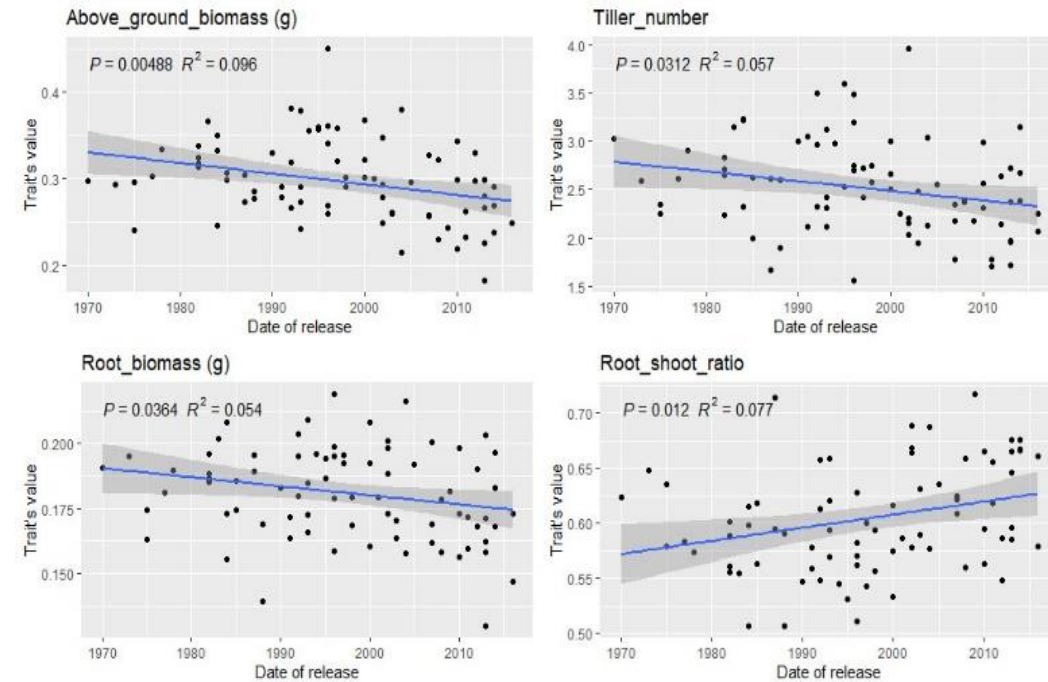 Above_ground_biomass (g)
P = 0.00488 R² = 0.096
0.4
0.3
0.2
Trait's value
1970 1980 1990 2000 2010
Date of release
Tiller_number
P = 0.0312 R² = 0.057
4.0
3.5
3.0
2.5
2.0
1.5
Trait's value
1970 1980 1990 2000 2010
Date of release
Root_biomass (g)
P = 0.0364 R² = 0.054
0.200
0.175
0.150
Trait's value
1970 1980 1990 2000 2010
Date of release
Root_shoot_ratio
P = 0.012 R² = 0.077
0.70
0.65
0.60
0.55
0.50
Trait's value
1970 1980 1990 2000 2010
Date of release